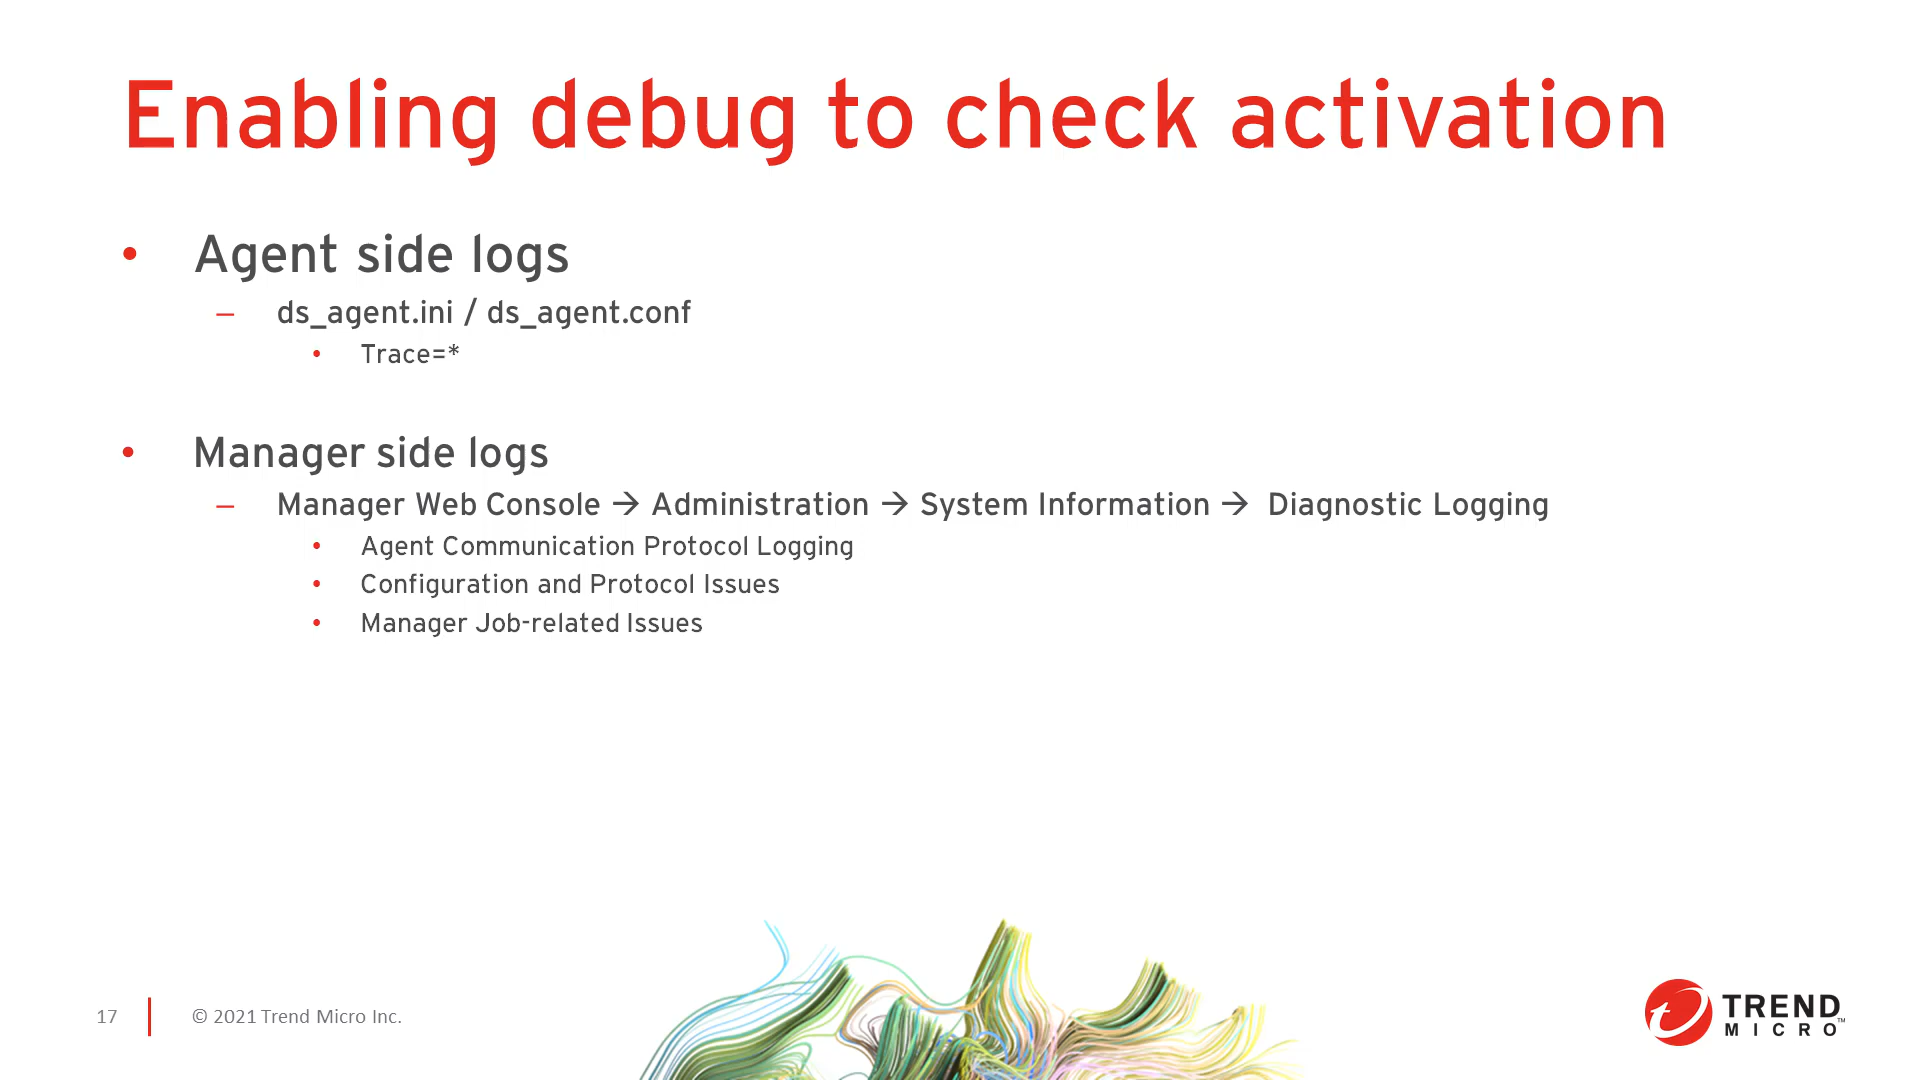 Enabling debug to check activation
• Agent side logs
– ds_agent.ini / ds_agent.conf
• Trace=*
• Manager side logs
– Manager Web Console → Administration → System Information → Diagnostic Logging
• Agent Communication Protocol Logging
• Configuration and Protocol Issues
• Manager Job-related Issues
17
© 2021 Trend Micro Inc.
TREND
MICRO™